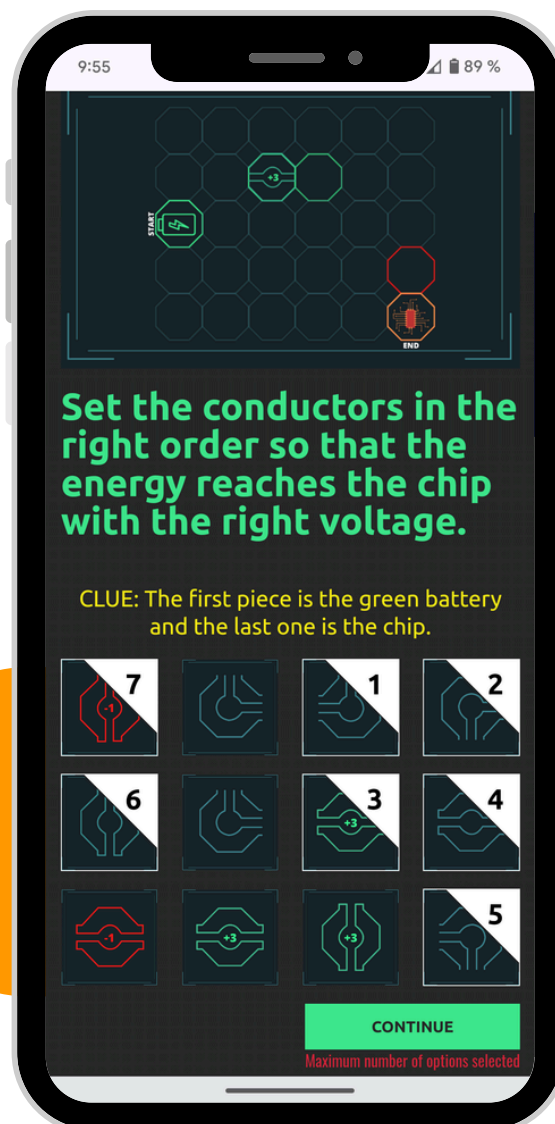 9:55
89 %
+3
START
END
Set the conductors in the
right order so that the
energy reaches the chip
with the right voltage.
CLUE: The first piece is the green battery
and the last one is the chip.
-1
7
1
2
6
+3
3
4
-1
+3
+3
5
CONTINUE
Maximum number of options selected